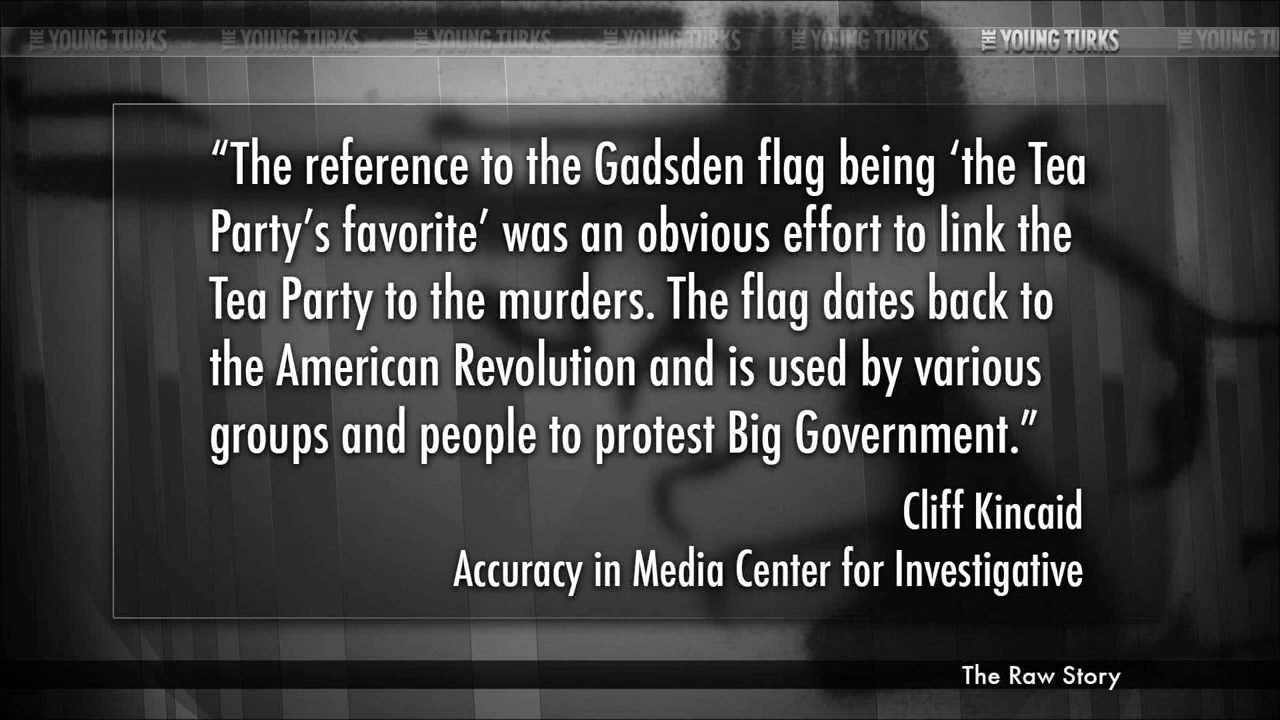 THE YOUNG TURKS THE YOUNG TURKS THE YOUNG TURKS THE YOUNG TURKS THE YOUNG TURKS THE YOUNG TURKS THE YOUNG TU
“The reference to the Gadsden flag being ‘the Tea
Party’s favorite’ was an obvious effort to link the
Tea Party to the murders. The flag dates back to
the American Revolution and is used by various
groups and people to protest Big Government.”
Cliff Kincaid
Accuracy in Media Center for Investigative
The Raw Story